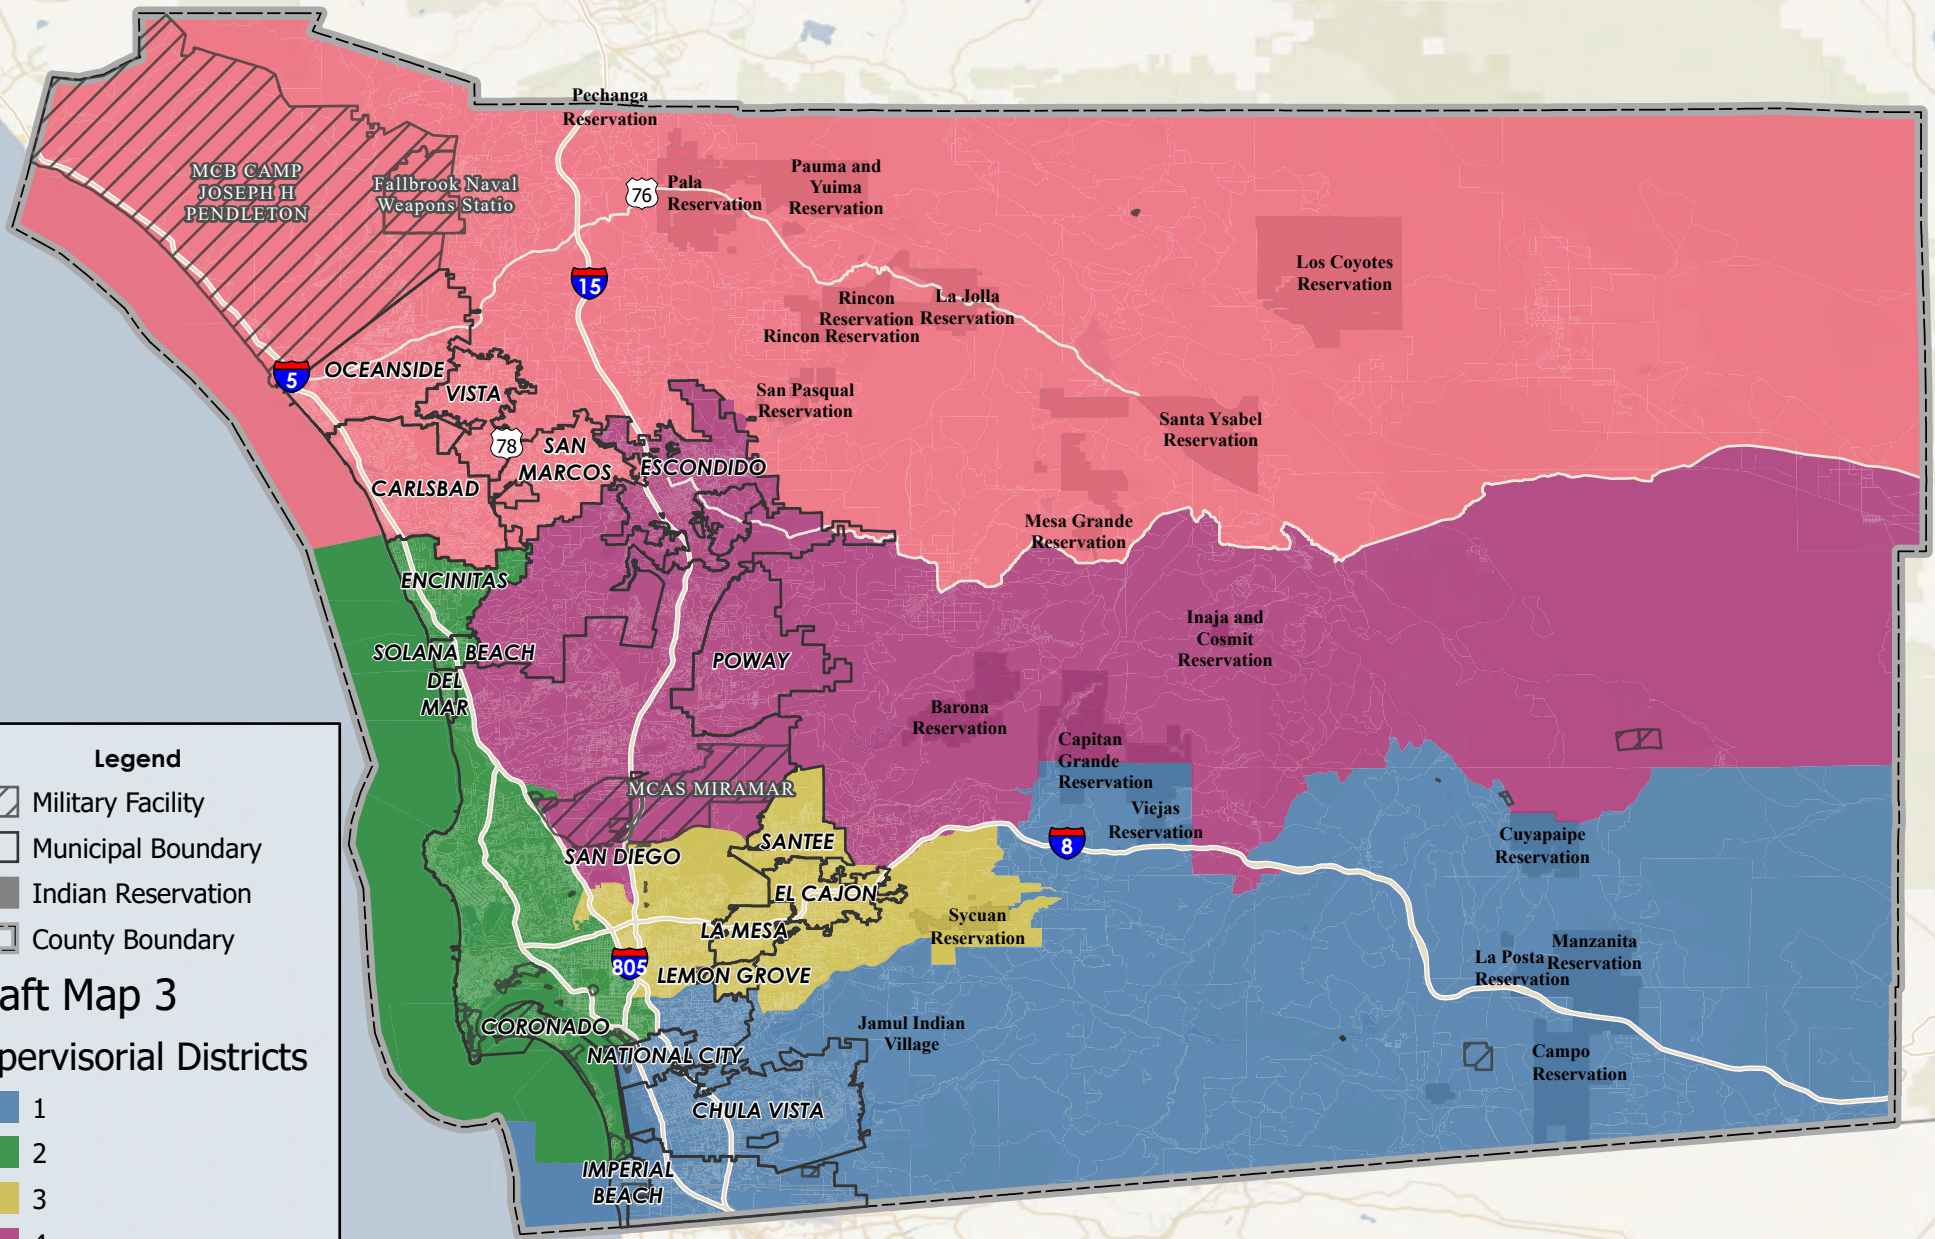 Pechanga
Reservation
MCB CAMP
JOSEPH H
PENDLETON
Fallbrook Naval
Weapons Statio
76
Pala
Reservation
Pauma and
Yuima
Reservation
15
Los Coyotes
Reservation
Rincon
Reservation
La Jolla
Reservation
Rincon Reservation
5
OCEANSIDE
VISTA
San Pasqual
Reservation
Santa Ysabel
Reservation
78
SAN
MARCOS
ESCONDIDO
CARLSBAD
Mesa Grande
Reservation
ENCINITAS
Inaja and
Cosmit
Reservation
SOLANA BEACH
DEL
MAR
POWAY
Barona
Reservation
Capitan
Grande
Reservation
MCAS MIRAMAR
Viejas
Reservation
SAN DIEGO
SANTEE
8
Cuyapaipe
Reservation
EL CAJON
Sycuan
Reservation
LA MESA
805
LEMON GROVE
La Posta
Reservation
Manzanita
Reservation
CORONADO
Jamul Indian
Village
NATIONAL CITY
Campo
Reservation
CHULA VISTA
IMPERIAL
BEACH
Legend
Military Facility
Municipal Boundary
Indian Reservation
County Boundary
aft Map 3
pervisorial Districts
1
2
3